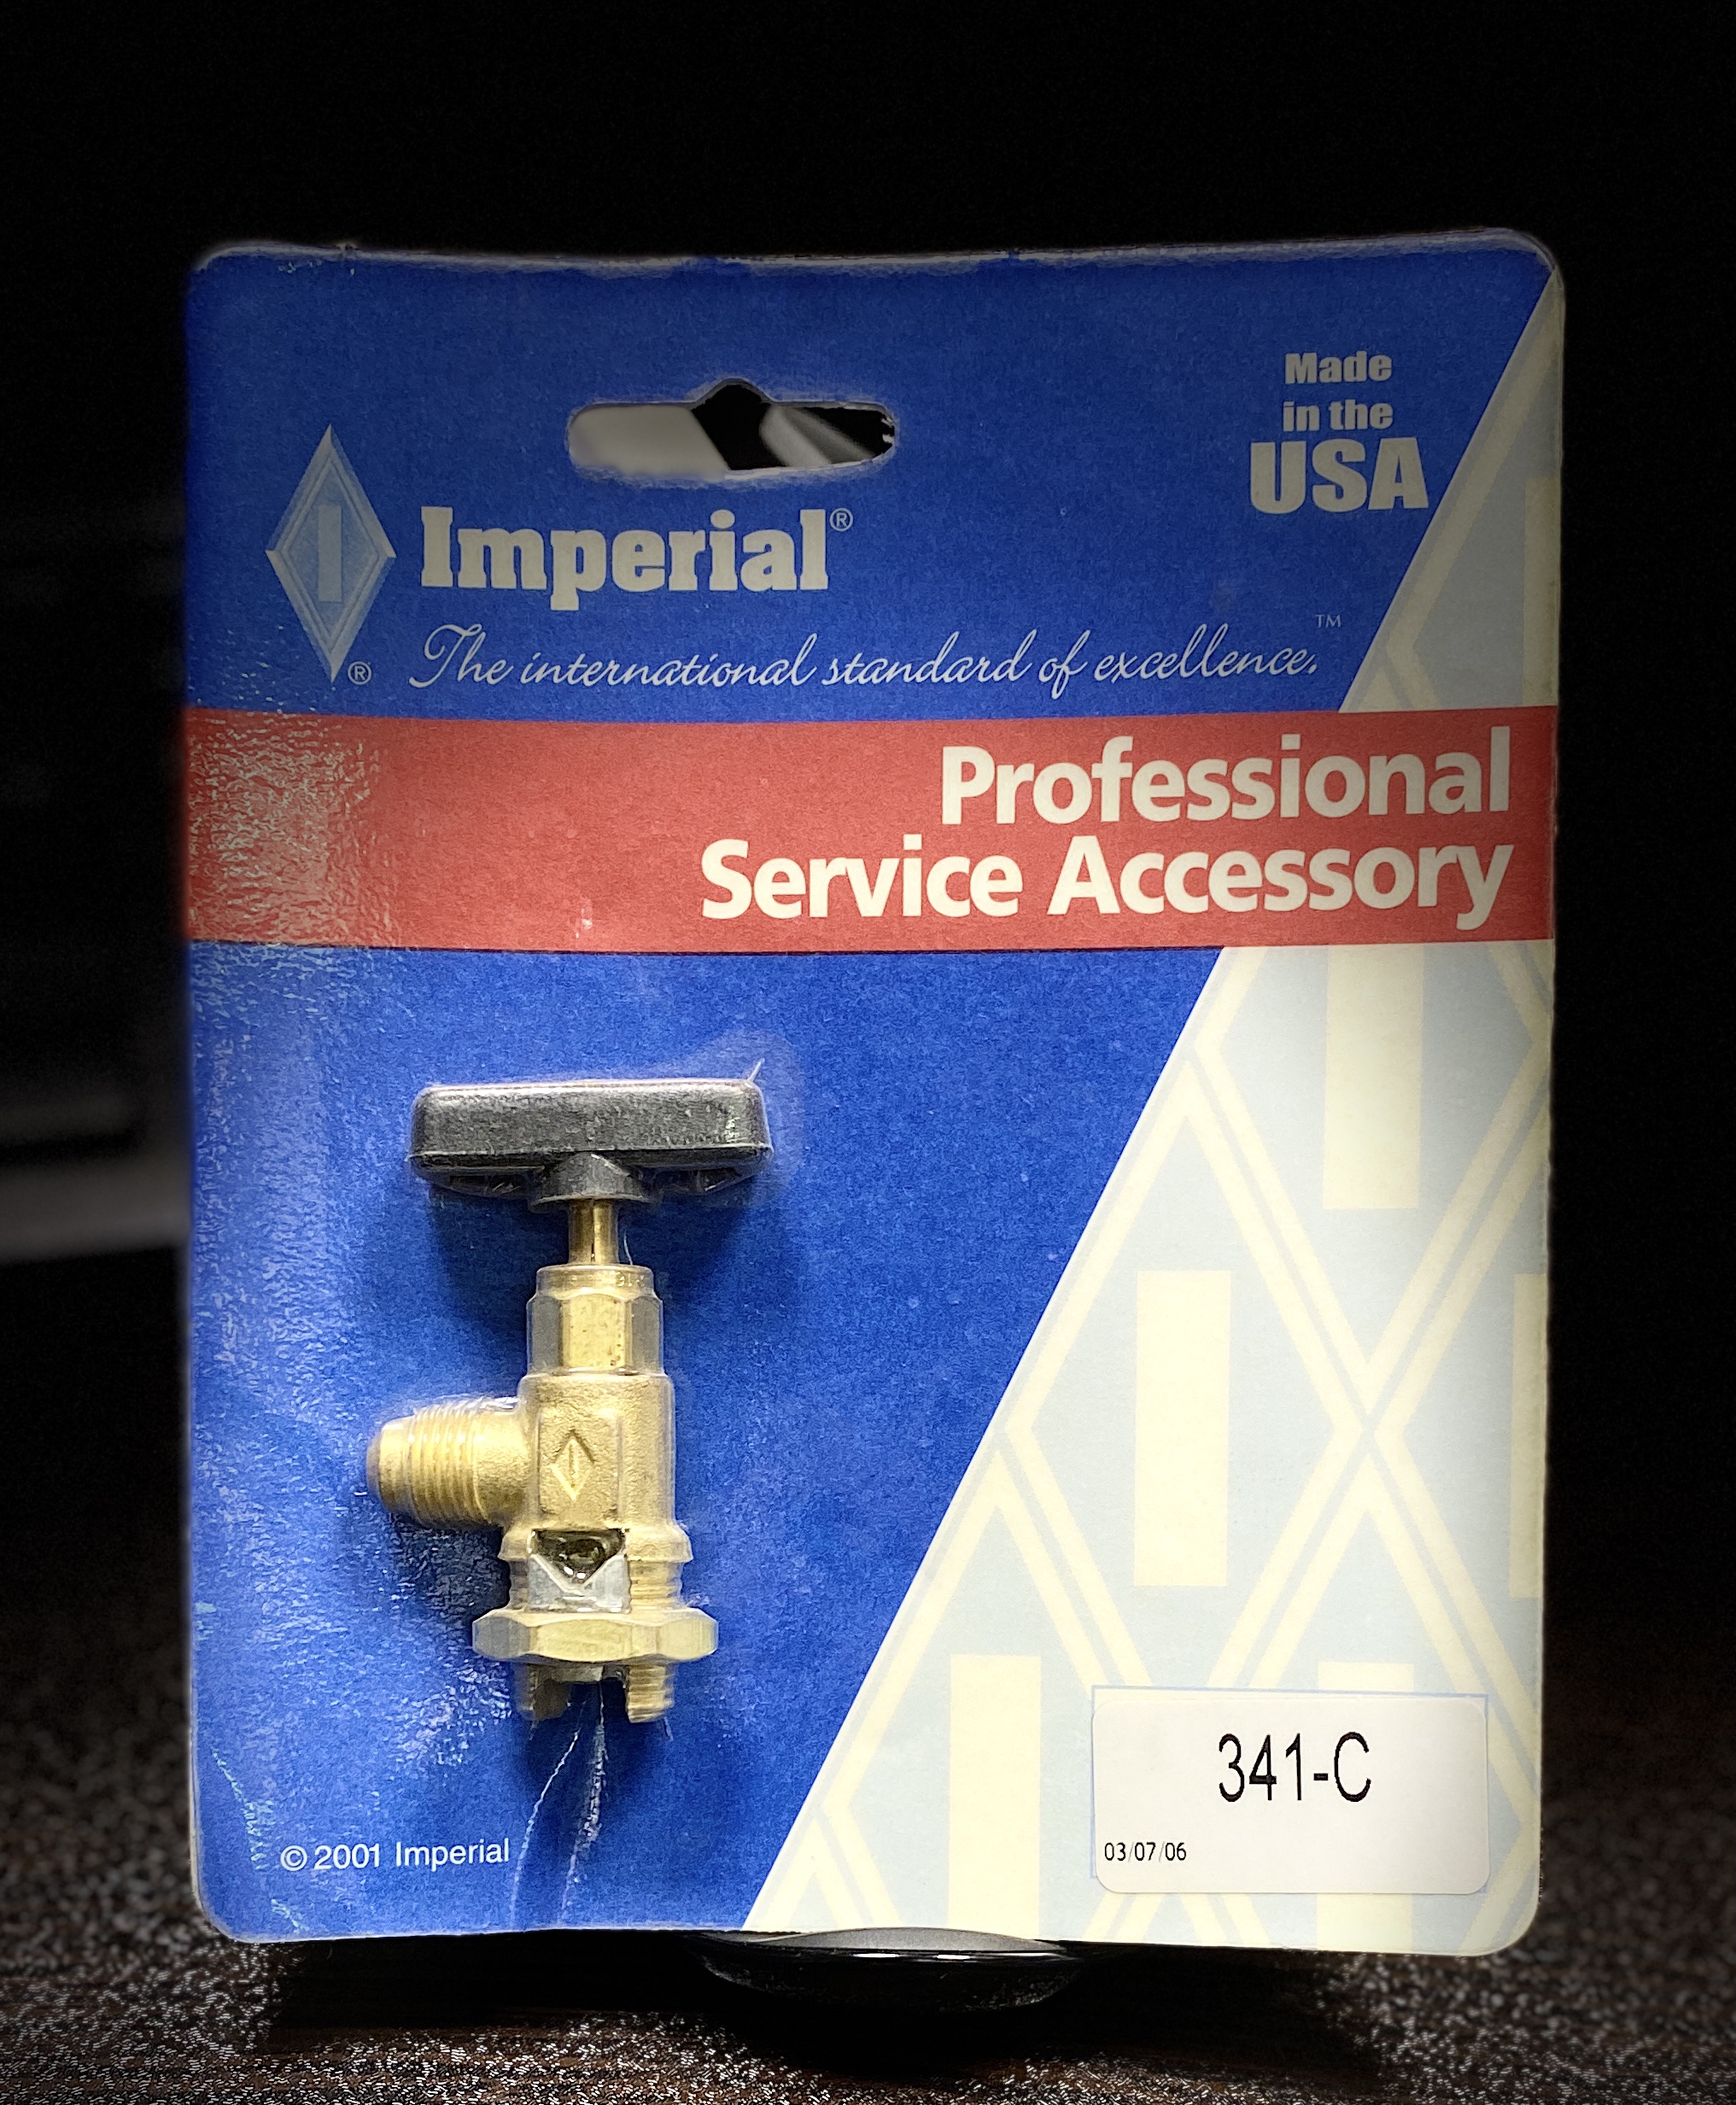 Made
in the
USA
Imperial®
The international standard of excellence.™
®
Professional
Service Accessory
341-C
03/07/06
© 2001 Imperial